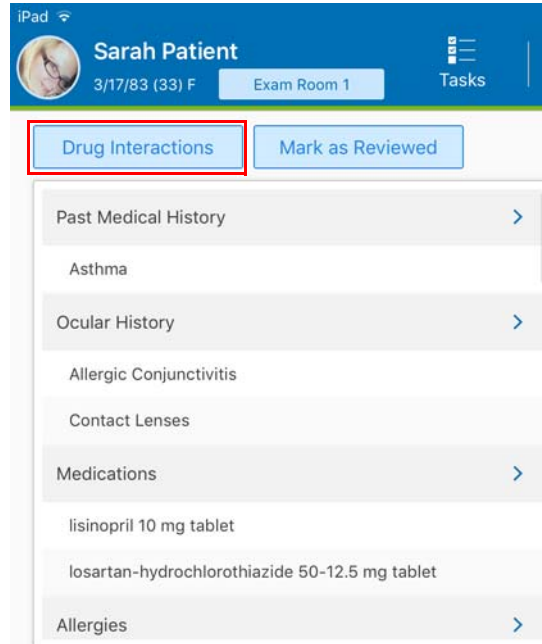 iPad
Sarah Patient
3/17/83 (33) F Exam Room 1 Tasks
Drug Interactions Mark as Reviewed
Past Medical History
Asthma
Ocular History
Allergic Conjunctivitis
Contact Lenses
Medications
lisinopril 10 mg tablet
losartan-hydrochlorothiazide 50-12.5 mg tablet
Allergies